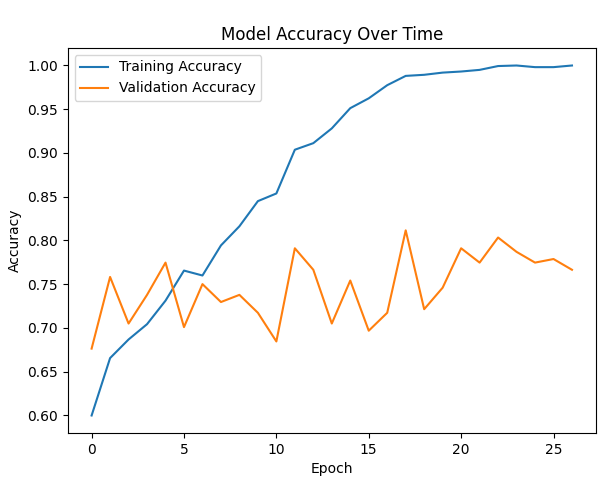 Model Accuracy Over Time
Training Accuracy
Validation Accuracy
1.00
0.95
0.90
0.85
0.80
0.75
0.70
0.65
0.60
Accuracy
0 5 10 15 20 25
Epoch